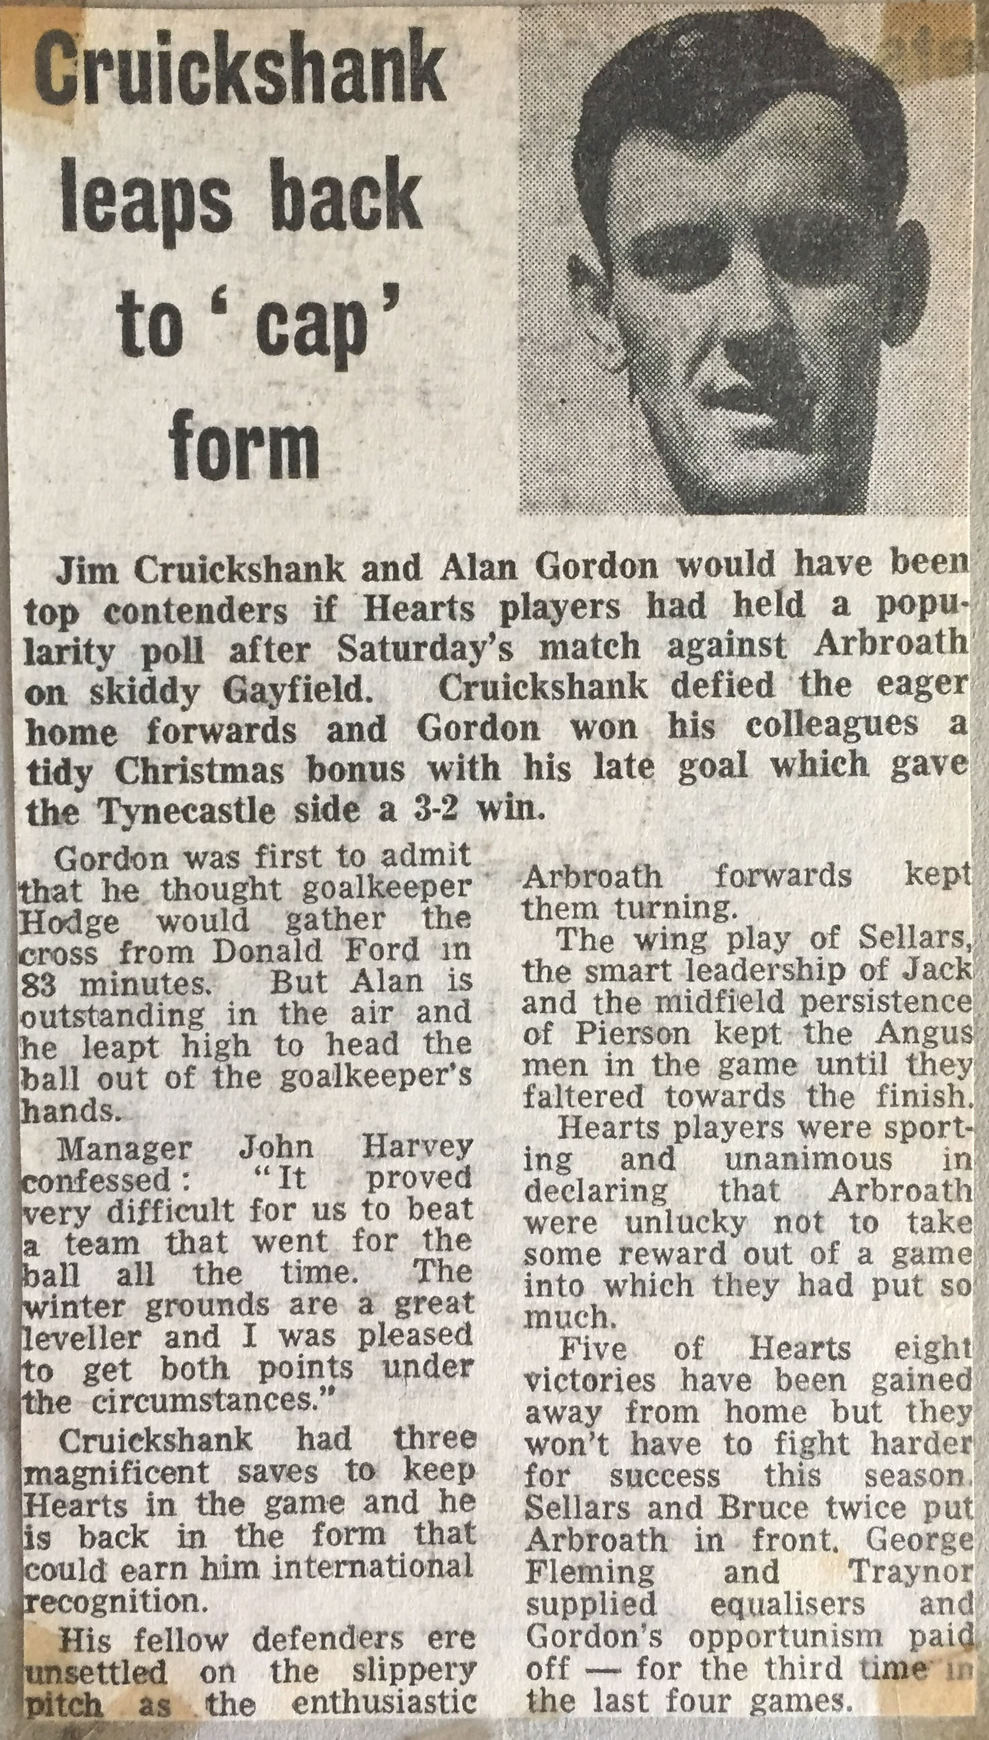 Cruickshank
leaps back
to ‘ cap ’
form
Jim Cruickshank and Alan Gordon would have been
top contenders if Hearts players had held a popu-
larity poll after Saturday's match against Arbroath
on skiddy Gayfield. Cruickshank defied the eager
home forwards and Gordon won his colleagues a
tidy Christmas bonus with his late goal which gave
the Tynecastle side a 3-2 win.
Gordon was first to admit
that he thought goalkeeper
Hodge would gather the
cross from Donald Ford in
83 minutes. But Alan is
outstanding in the air and
he leapt high to head the
ball out of the goalkeeper's
hands.
Manager John Harvey
confessed : “It proved
very difficult for us to beat
a team that went for the
ball all the time. The
winter grounds are a great
leveller and I was pleased
to get both points under
the circumstances.”
Cruickshank had three
magnificent saves to keep
Hearts in the game and he
is back in the form that
could earn him international
recognition.
His fellow defenders ere
unsettled on the slippery
pitch as the enthusiastic
Arbroath forwards kept
them turning.
The wing play of Sellars,
the smart leadership of Jack
and the midfield persistence
of Pierson kept the Angus
men in the game until they
faltered towards the finish.
Hearts players were sport-
ing and unanimous in
declaring that Arbroath
were unlucky not to take
some reward out of a game
into which they had put so
much.
Five of Hearts eight
victories have been gained
away from home but they
won't have to fight harder
for success this season.
Sellars and Bruce twice put
Arbroath in front. George
Fleming and Traynor
supplied equalisers and
Gordon's opportunism paid
off — for the third time in
the last four games.